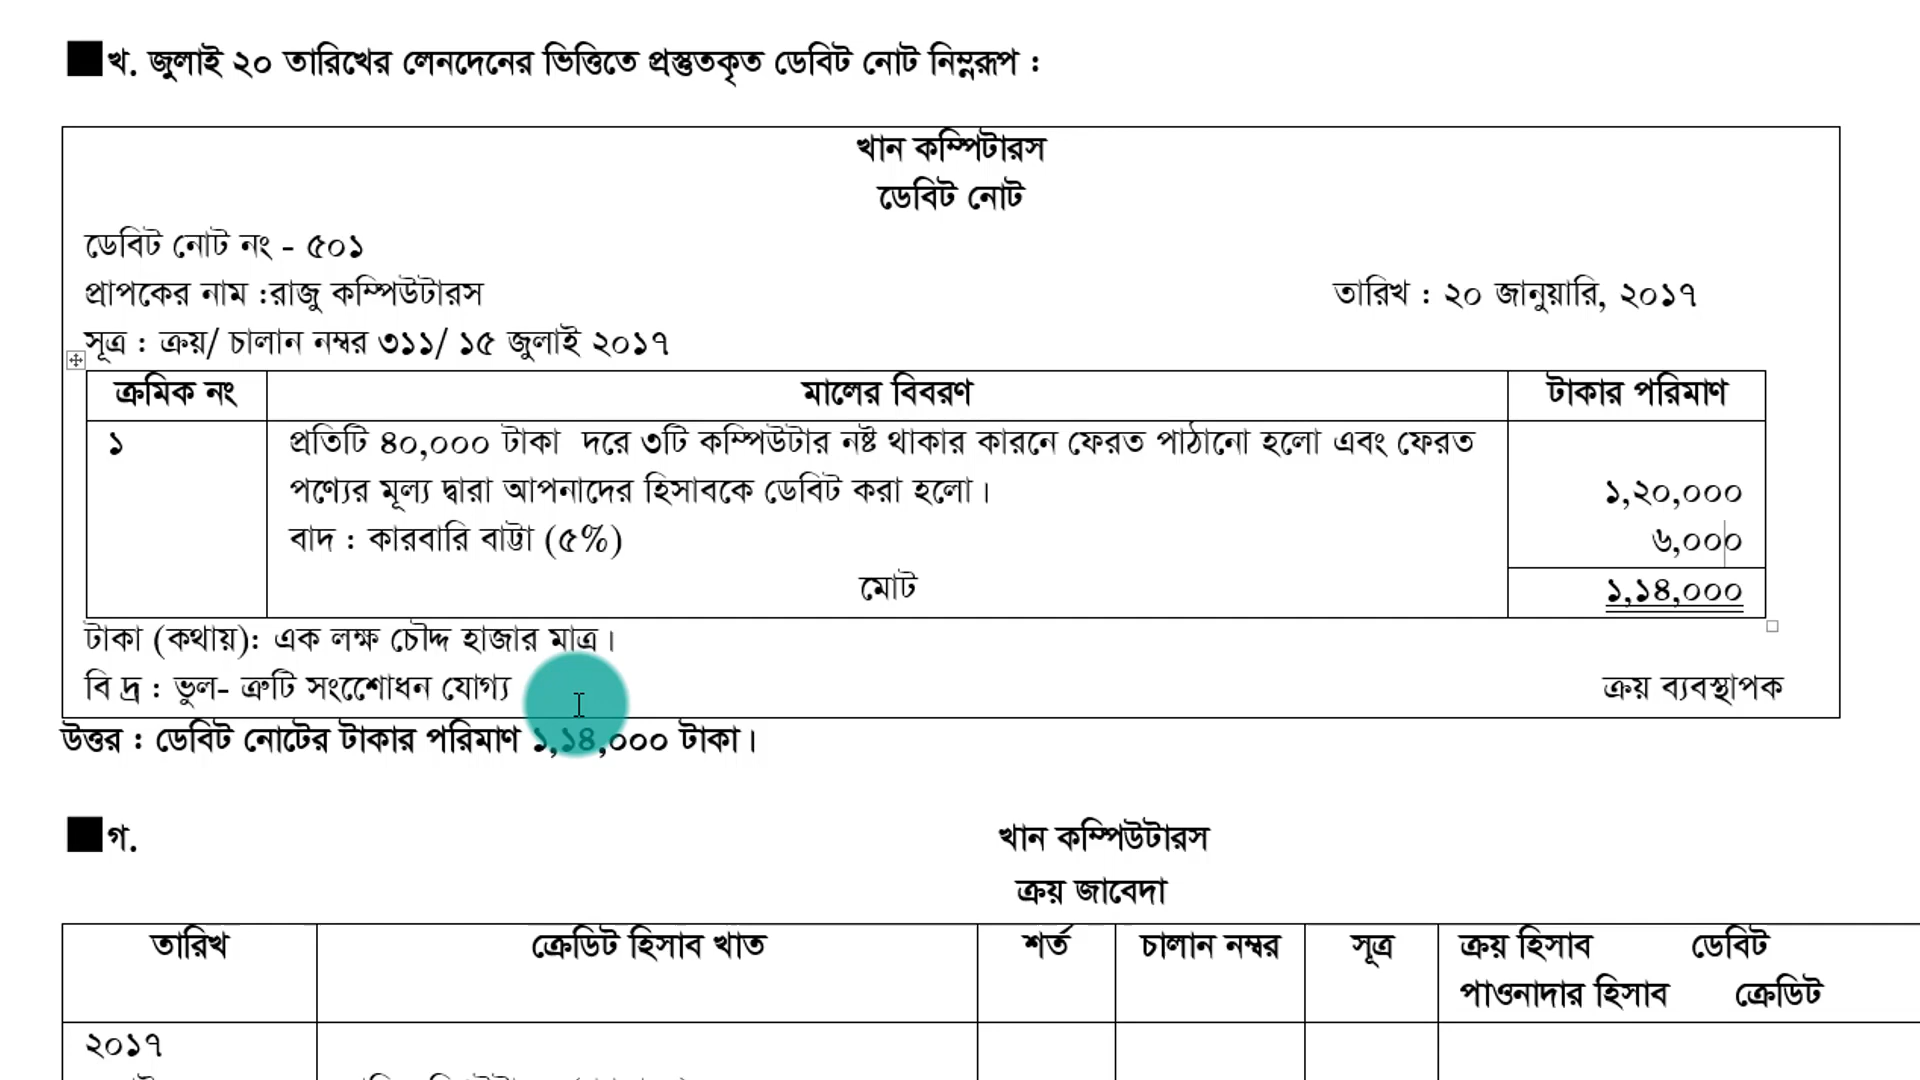 খ. জুলাই ২০ তারিখের লেনদেনের ভিত্তিতে প্রস্তুতকৃত ডেবিট নোট নিম্নরূপ :
খান কম্পিটারস
ডেবিট নোট
ডেবিট নোট নং - ৫০১
প্রাপকের নাম :রাজু কম্পিউটারস তারিখ : ২০ জানুয়ারি, ২০১৭
সূত্র : ক্রয়/ চালান নম্বর ৩১১/ ১৫ জুলাই ২০১৭
ক্রমিক নং মালের বিবরণ টাকার পরিমাণ
১ প্রতিটি ৪০,০০০ টাকা দরে ৩টি কম্পিউটার নষ্ট থাকার কারনে ফেরত পাঠানো হলো এবং ফেরত
পণ্যের মূল্য দ্বারা আপনাদের হিসাবকে ডেবিট করা হলো। ১,২০,০০০
বাদ : কারবারি বাট্টা (৫%) ৬,০০০
মোট ১,১৪,০০০
টাকা (কথায়): এক লক্ষ চৌদ্দ হাজার মাত্র।
বি দ্র : ভুল- ত্রুটি সংশোোধন যোগ্য ক্রয় ব্যবস্থাপক
উত্তর : ডেবিট নোটের টাকার পরিমাণ ১,১৪,০০০ টাকা।
গ. খান কম্পিউটারস
ক্রয় জাবেদা
তারিখ ক্রেডিট হিসাব খাত শর্ত চালান নম্বর সূত্র ক্রয় হিসাব ডেবিট
পাওনাদার হিসাব ক্রেডিট
২০১৭